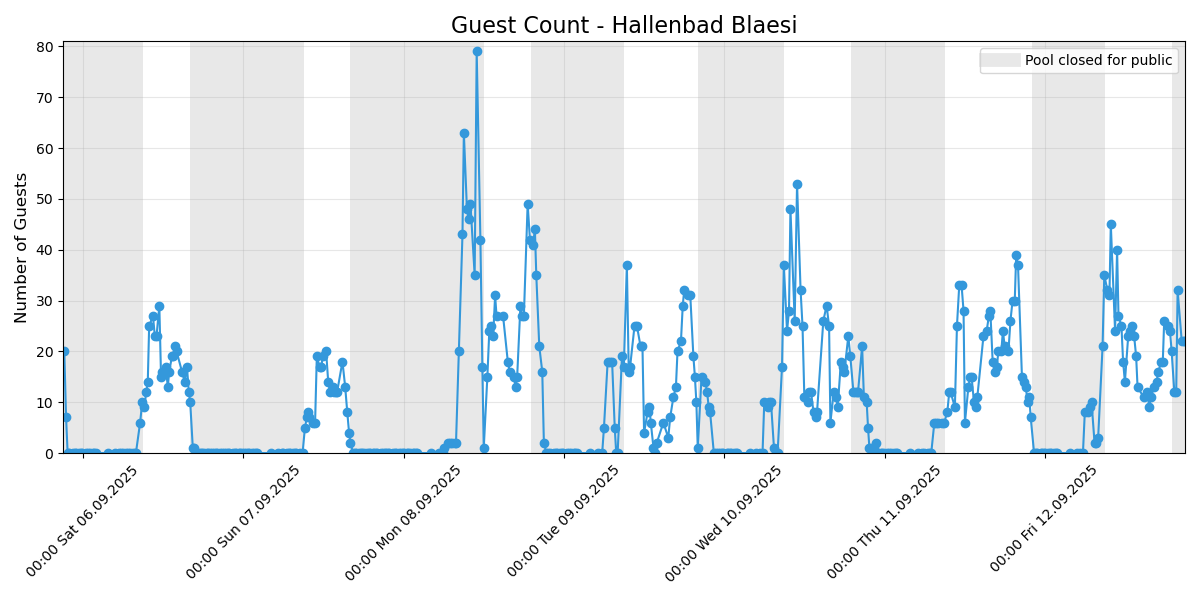 Guest Count - Hallenbad Blaesi
Pool closed for public
Number of Guests
80
70
60
50
40
30
20
10
0
00:00 Sat 06.09.2025
00:00 Sun 07.09.2025
00:00 Mon 08.09.2025
00:00 Tue 09.09.2025
00:00 Wed 10.09.2025
00:00 Thu 11.09.2025
00:00 Fri 12.09.2025